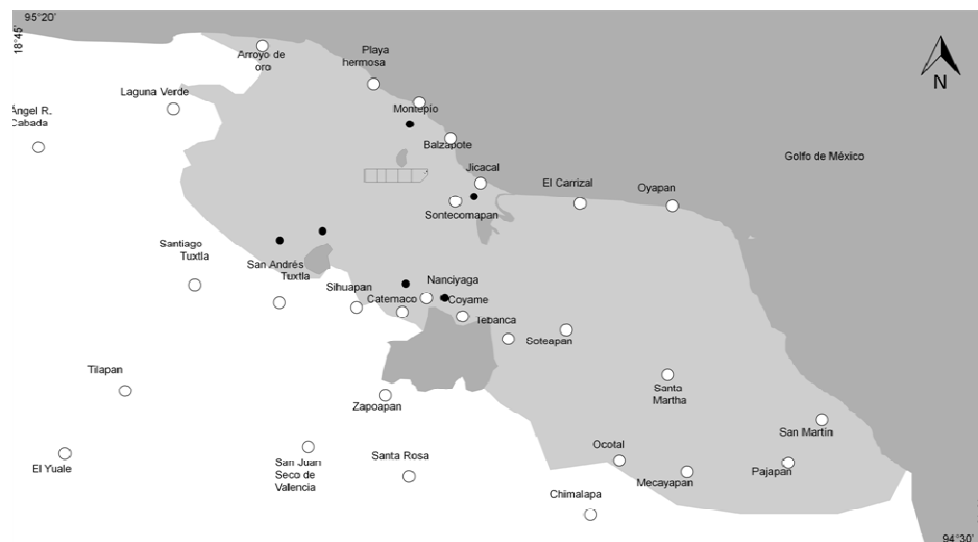 95°20'
18°45'
Arroyo de
oro
Playa
hermosa
N
Laguna Verde
Angel R.
Cabada
Montepío
Balzapote
Golfo de México
Jicacal
El Carrizal
Oyapan
Sontecomapan
Santiago
Tuxtla
San Andrés
Tuxtla
Sihuapan
Nanciyaga
Catemaco
Coyame
Tebanca
Soteapan
Tilapan
Santa
Martha
Zapoapan
San Martín
Ocotal
El Yuale
San Juan
Seco de
Valencia
Santa Rosa
Mecayapan
Pajapan
Chimalapa
94°30'